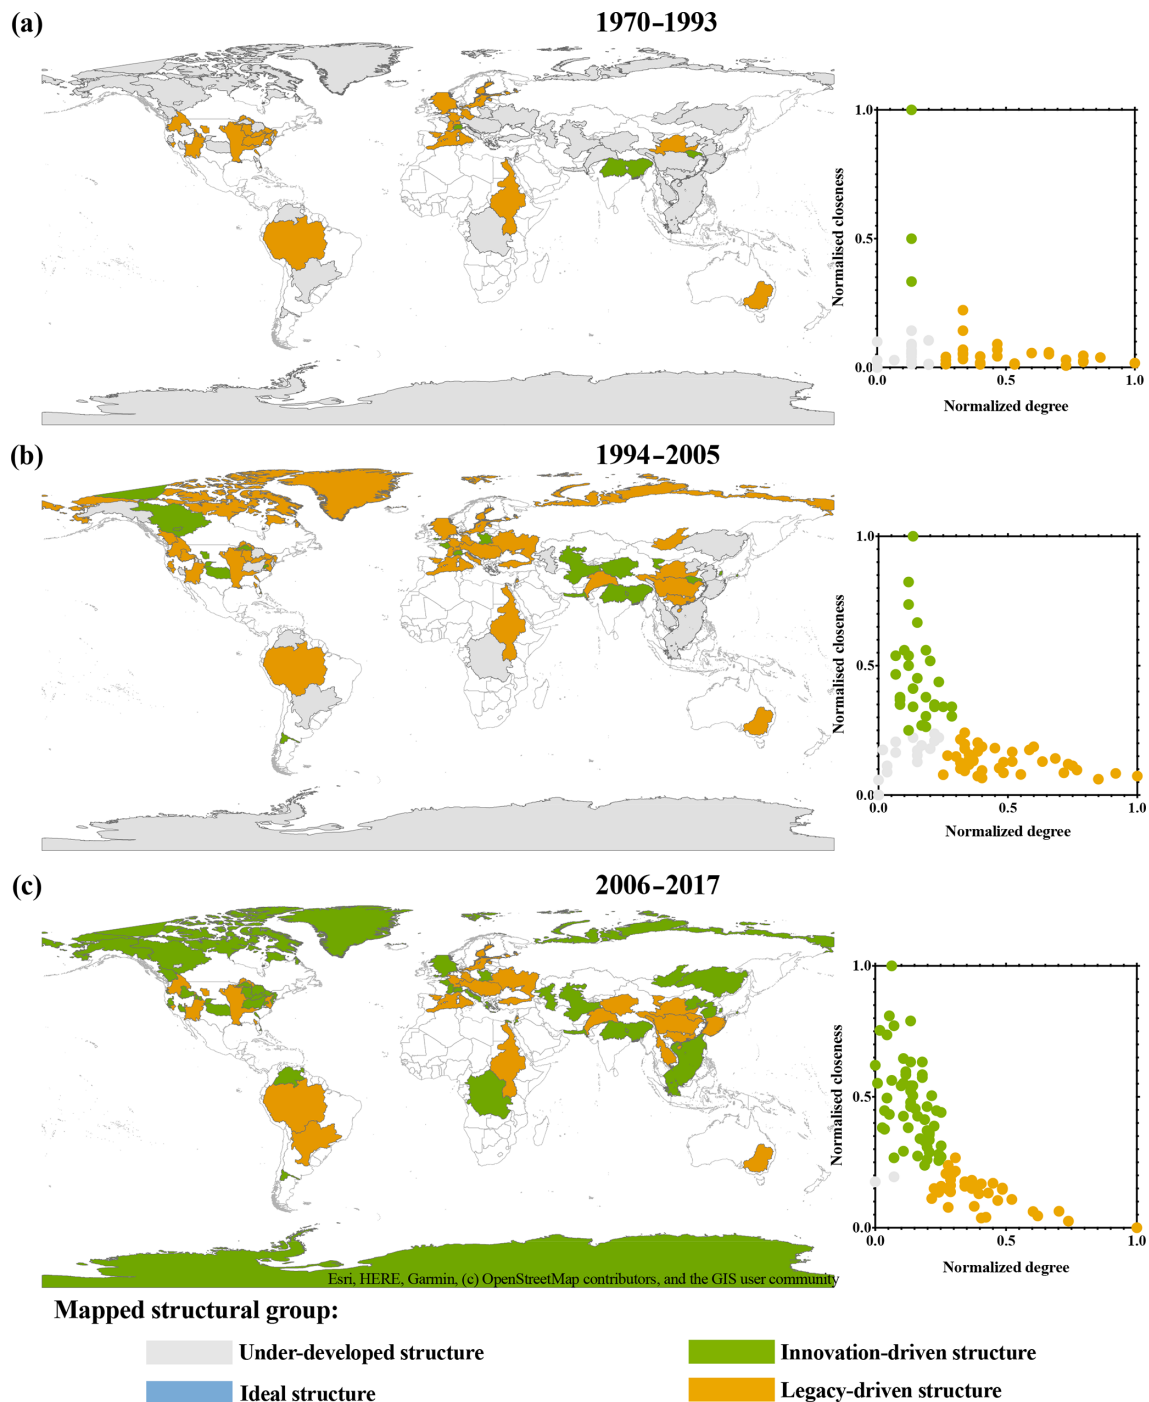 (a)
1970–1993
1.0
Normalised closeness
0.5
0.0
0.0
0.5
1.0
Normalized degree
(b)
1994–2005
1.0
Normalised closeness
0.5
0.0
0.0
0.5
1.0
Normalized degree
(c)
2006–2017
1.0
Normalised closeness
0.5
0.0
0.0
0.5
1.0
Normalized degree
Esri, HERE, Garmin, (c) OpenStreetMap contributors, and the GIS user community
Mapped structural group:
Under-developed structure
Innovation-driven structure
Ideal structure
Legacy-driven structure